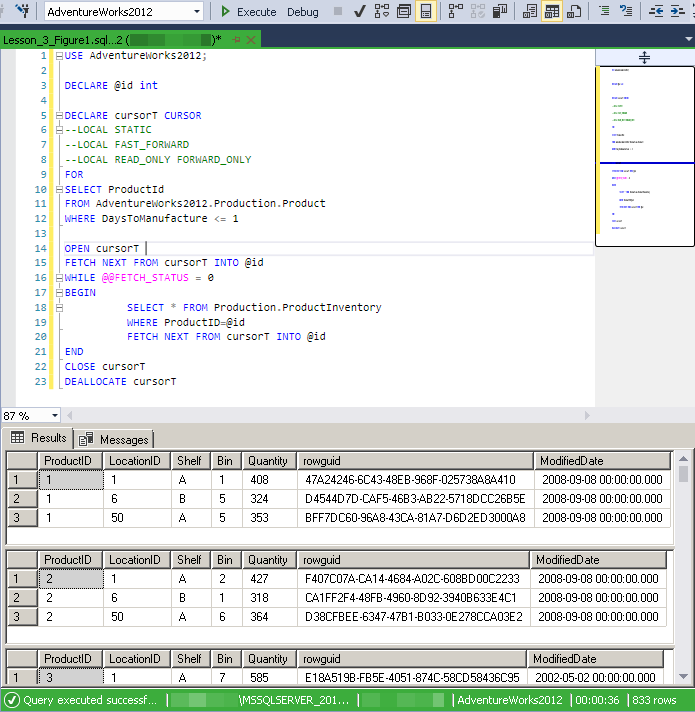 AdventureWorks2012 Execute Debug
Lesson_3_Figure1.sql...2 ( )*
1 USE AdventureWorks2012;
2
3 DECLARE @id int
4
5 DECLARE cursorT CURSOR
6 --LOCAL STATIC
7 --LOCAL FAST_FORWARD
8 --LOCAL READ_ONLY FORWARD_ONLY
9 FOR
10 SELECT ProductId
11 FROM AdventureWorks2012.Production.Product
12 WHERE DaysToManufacture <= 1
13
14 OPEN cursorT
15 FETCH NEXT FROM cursorT INTO @id
16 WHILE @@FETCH_STATUS = 0
17 BEGIN
18 SELECT * FROM Production.ProductInventory
19 WHERE ProductID=@id
20 FETCH NEXT FROM cursorT INTO @id
21 END
22 CLOSE cursorT
23 DEALLOCATE cursorT
87 %
Results Messages
ProductID LocationID Shelf Bin Quantity rowguid ModifiedDate
1 1 1 A 1 408 47A24246-6C43-48EB-968F-025738A8A410 2008-09-08 00:00:00.000
2 1 6 B 5 324 D4544D7D-CAF5-46B3-AB22-5718DCC26B5E 2008-09-08 00:00:00.000
3 1 50 A 5 353 BFF7DC60-96A8-43CA-81A7-D6D2ED3000A8 2008-09-08 00:00:00.000
ProductID LocationID Shelf Bin Quantity rowguid ModifiedDate
1 2 1 A 2 427 F407C07A-CA14-4684-A02C-608BD00C2233 2008-09-08 00:00:00.000
2 2 6 B 1 318 CA1FF2F4-48FB-4960-8D92-3940B633E4C1 2008-09-08 00:00:00.000
3 2 50 A 6 364 D38CFBEE-6347-47B1-B033-0E278CCA03E2 2008-09-08 00:00:00.000
ProductID LocationID Shelf Bin Quantity rowguid ModifiedDate
1 3 1 A 7 585 E18A519B-FB5E-4051-874C-58CD58436C95 2002-05-02 00:00:00.000
Query executed successf... \MSSQLSERVER_201... AdventureWorks2012 00:00:36 833 rows